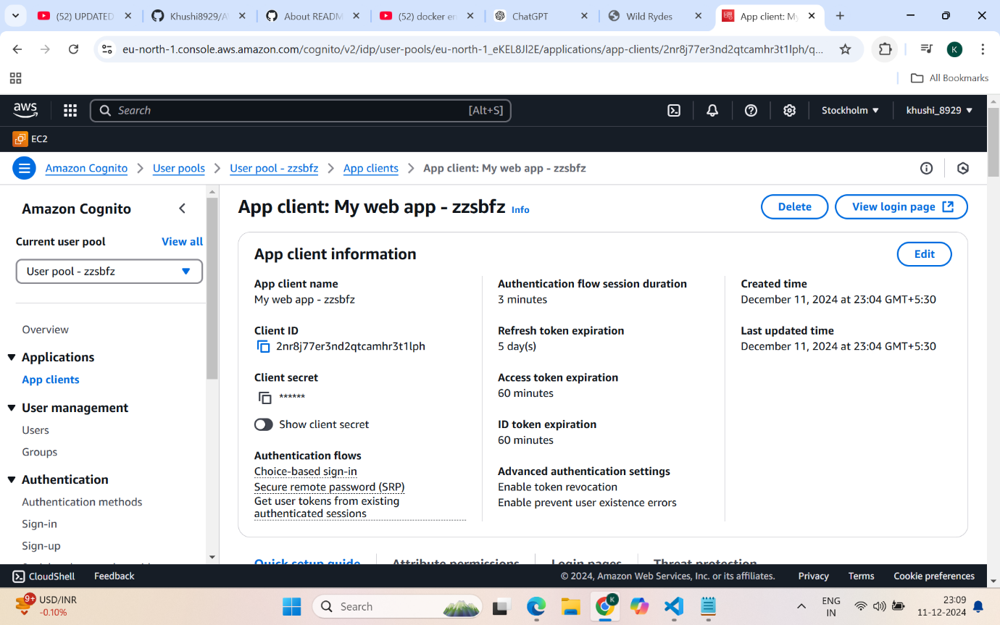 (52) UPDATED
Khushi8929/A
About READM
(52) docker en
ChatGPT
Wild Rydes
App client: My
eu-north-1.console.aws.amazon.com/cognito/v2/idp/user-pools/eu-north-1_eKEL8Jl2E/applications/app-clients/2nr8j77er3nd2qtcamhr3t1lph/q...
K
All Bookmarks
aws
Search [Alt+S]
Stockholm
khushi_8929
EC2
Amazon Cognito
User pools
User pool - zzsbfz
App clients
App client: My web app - zzsbfz
Amazon Cognito
Current user pool View all
User pool - zzsbfz
Overview
Applications
App clients
User management
Users
Groups
Authentication
Authentication methods
Sign-in
Sign-up
App client: My web app - zzsbfz Info
Delete
View login page
App client information
Edit
App client name
My web app - zzsbfz
Client ID
2nr8j77er3nd2qtcamhr3t1lph
Client secret
******
Show client secret
Authentication flows
Choice-based sign-in
Secure remote password (SRP)
Get user tokens from existing
authenticated sessions
Authentication flow session duration
3 minutes
Refresh token expiration
5 day(s)
Access token expiration
60 minutes
ID token expiration
60 minutes
Advanced authentication settings
Enable token revocation
Enable prevent user existence errors
Created time
December 11, 2024 at 23:04 GMT+5:30
Last updated time
December 11, 2024 at 23:04 GMT+5:30
Quick setup guide
Attribute permissions
Login pages
Threat protection
CloudShell
Feedback
© 2024, Amazon Web Services, Inc. or its affiliates.
Privacy
Terms
Cookie preferences
9+
USD/INR
-0.10%
Search
K
ENG
IN
23:09
11-12-2024